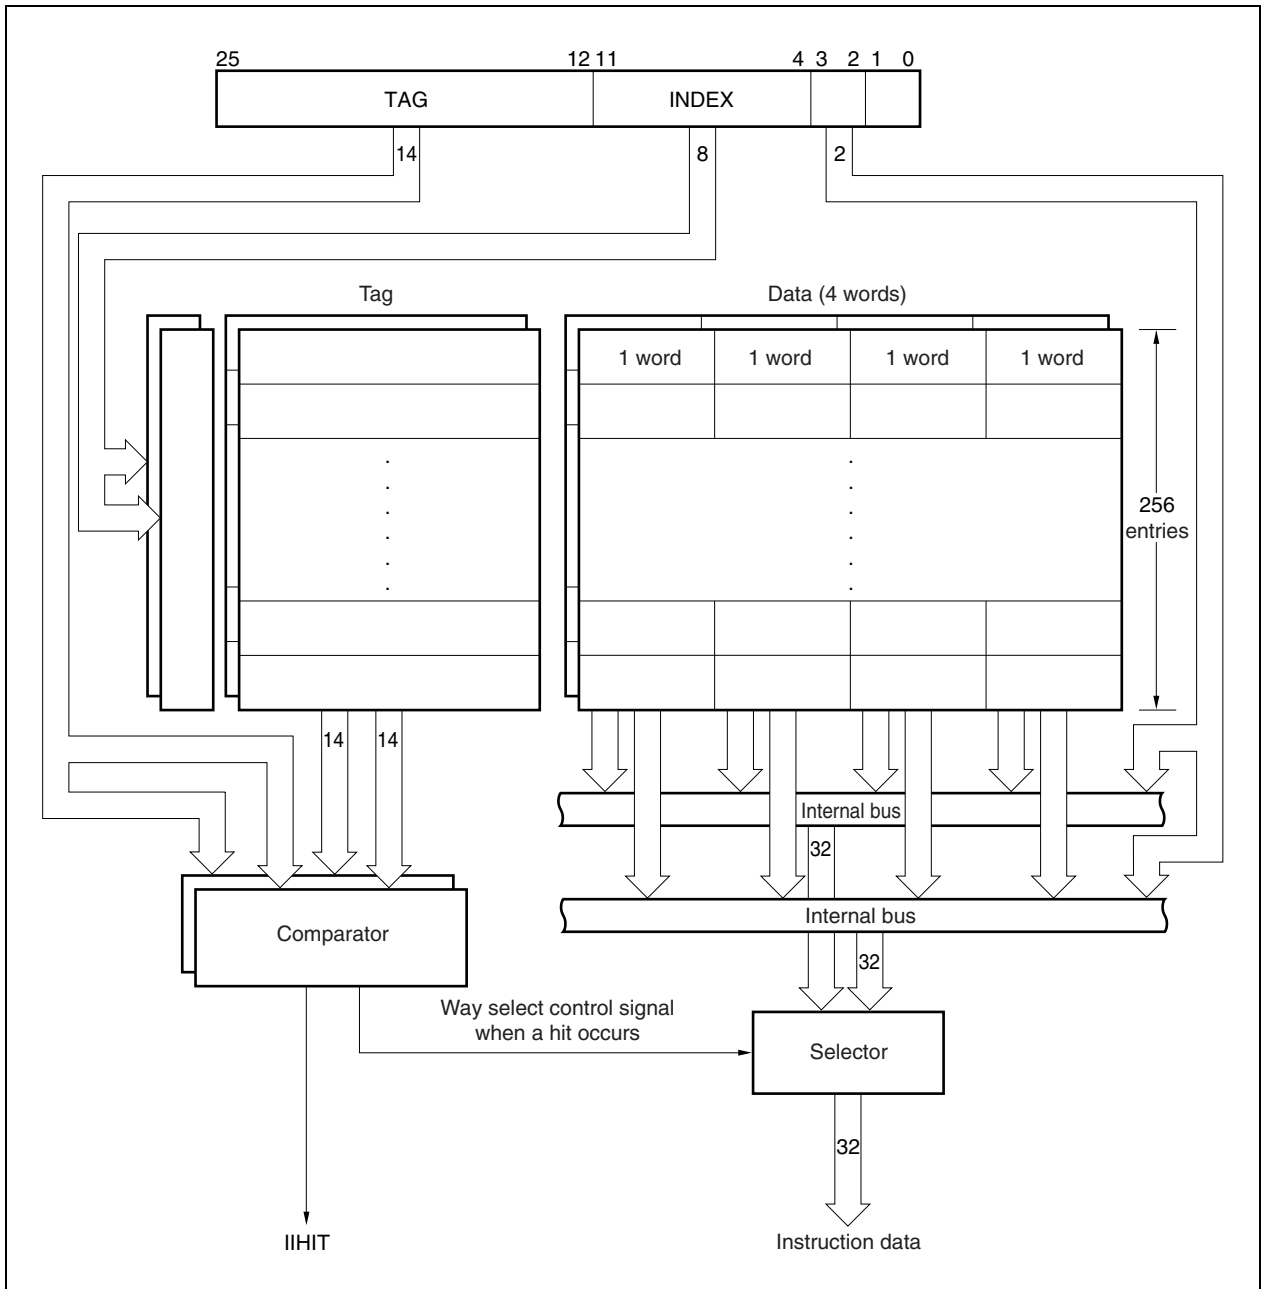 25 12 11 4 3 2 1 0
TAG INDEX
14 8 2
Tag Data (4 words)
1 word 1 word 1 word 1 word
256
entries
14 14
Internal bus
32
Internal bus
Comparator
32
Way select control signal
when a hit occurs
Selector
32
IIHIT Instruction data